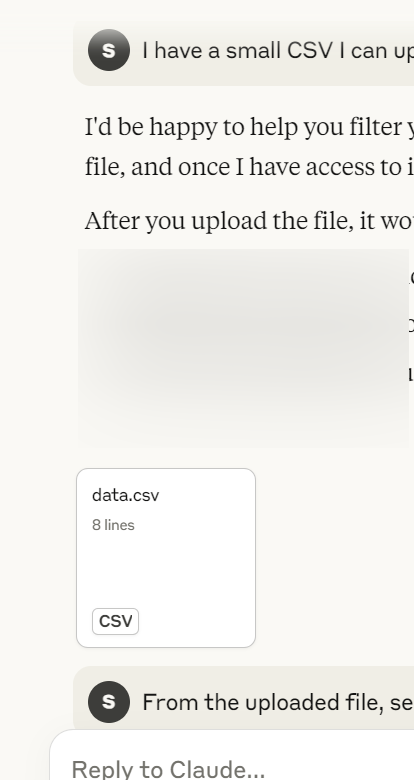 S I have a small CSV I can up
I'd be happy to help you filter y
file, and once I have access to i
After you upload the file, it wo
data.csv
8 lines
CSV
S From the uploaded file, se
Reply to Claude...